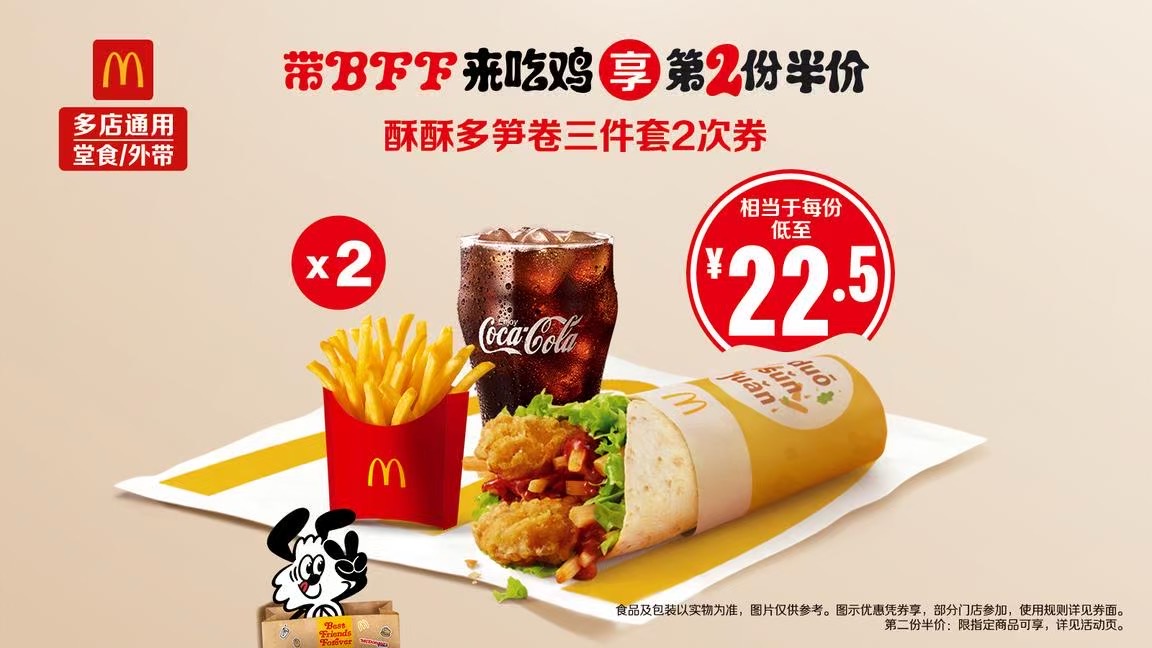 带BFF来吃鸡享第2份半价
多店通用
堂食/外带
酥酥多笋卷三件套2次券
相当于每份
低至
¥22.5
x2
Enjoy
Coca-Cola
duō
sǔn
juǎn
Best
Friends
Forever
McDonald's
食品及包装以实物为准，图片仅供参考。图示优惠凭券享，部分门店参加，使用规则详见券面。
第二份半价：限指定商品可享，详见活动页。